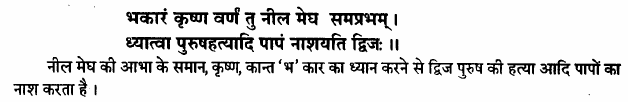 भकारं कृष्ण वर्णं तु नील मेघ समप्रभम् ।
ध्यात्वा पुरुषहत्यादि पापं नाशयति द्विजः ॥
नील मेघ की आभा के समान, कृष्ण, कान्त ‘भ’ कार का ध्यान करने से द्विज पुरुष की हत्या आदि पापों का
नाश करता है ।